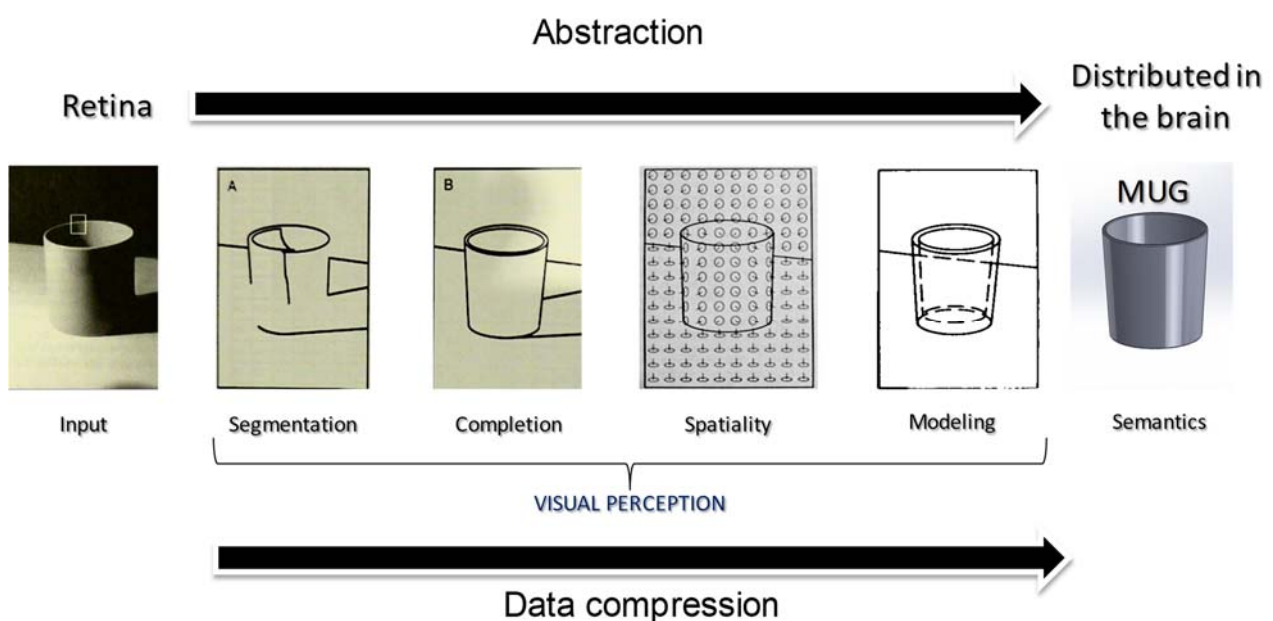 Abstraction
Retina
Distributed in
the brain
A
B
MUG
Input
Segmentation
Completion
Spatiality
Modeling
Semantics
VISUAL PERCEPTION
Data compression